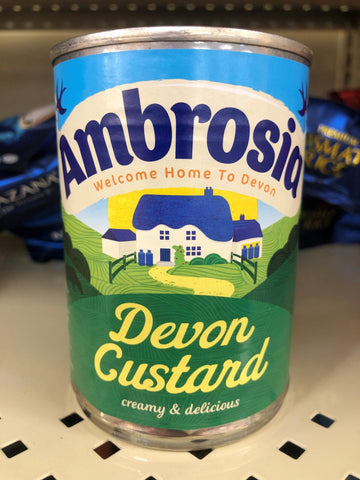 Ambrosia
Welcome Home To Devon
Devon
Custard
creamy & delicious